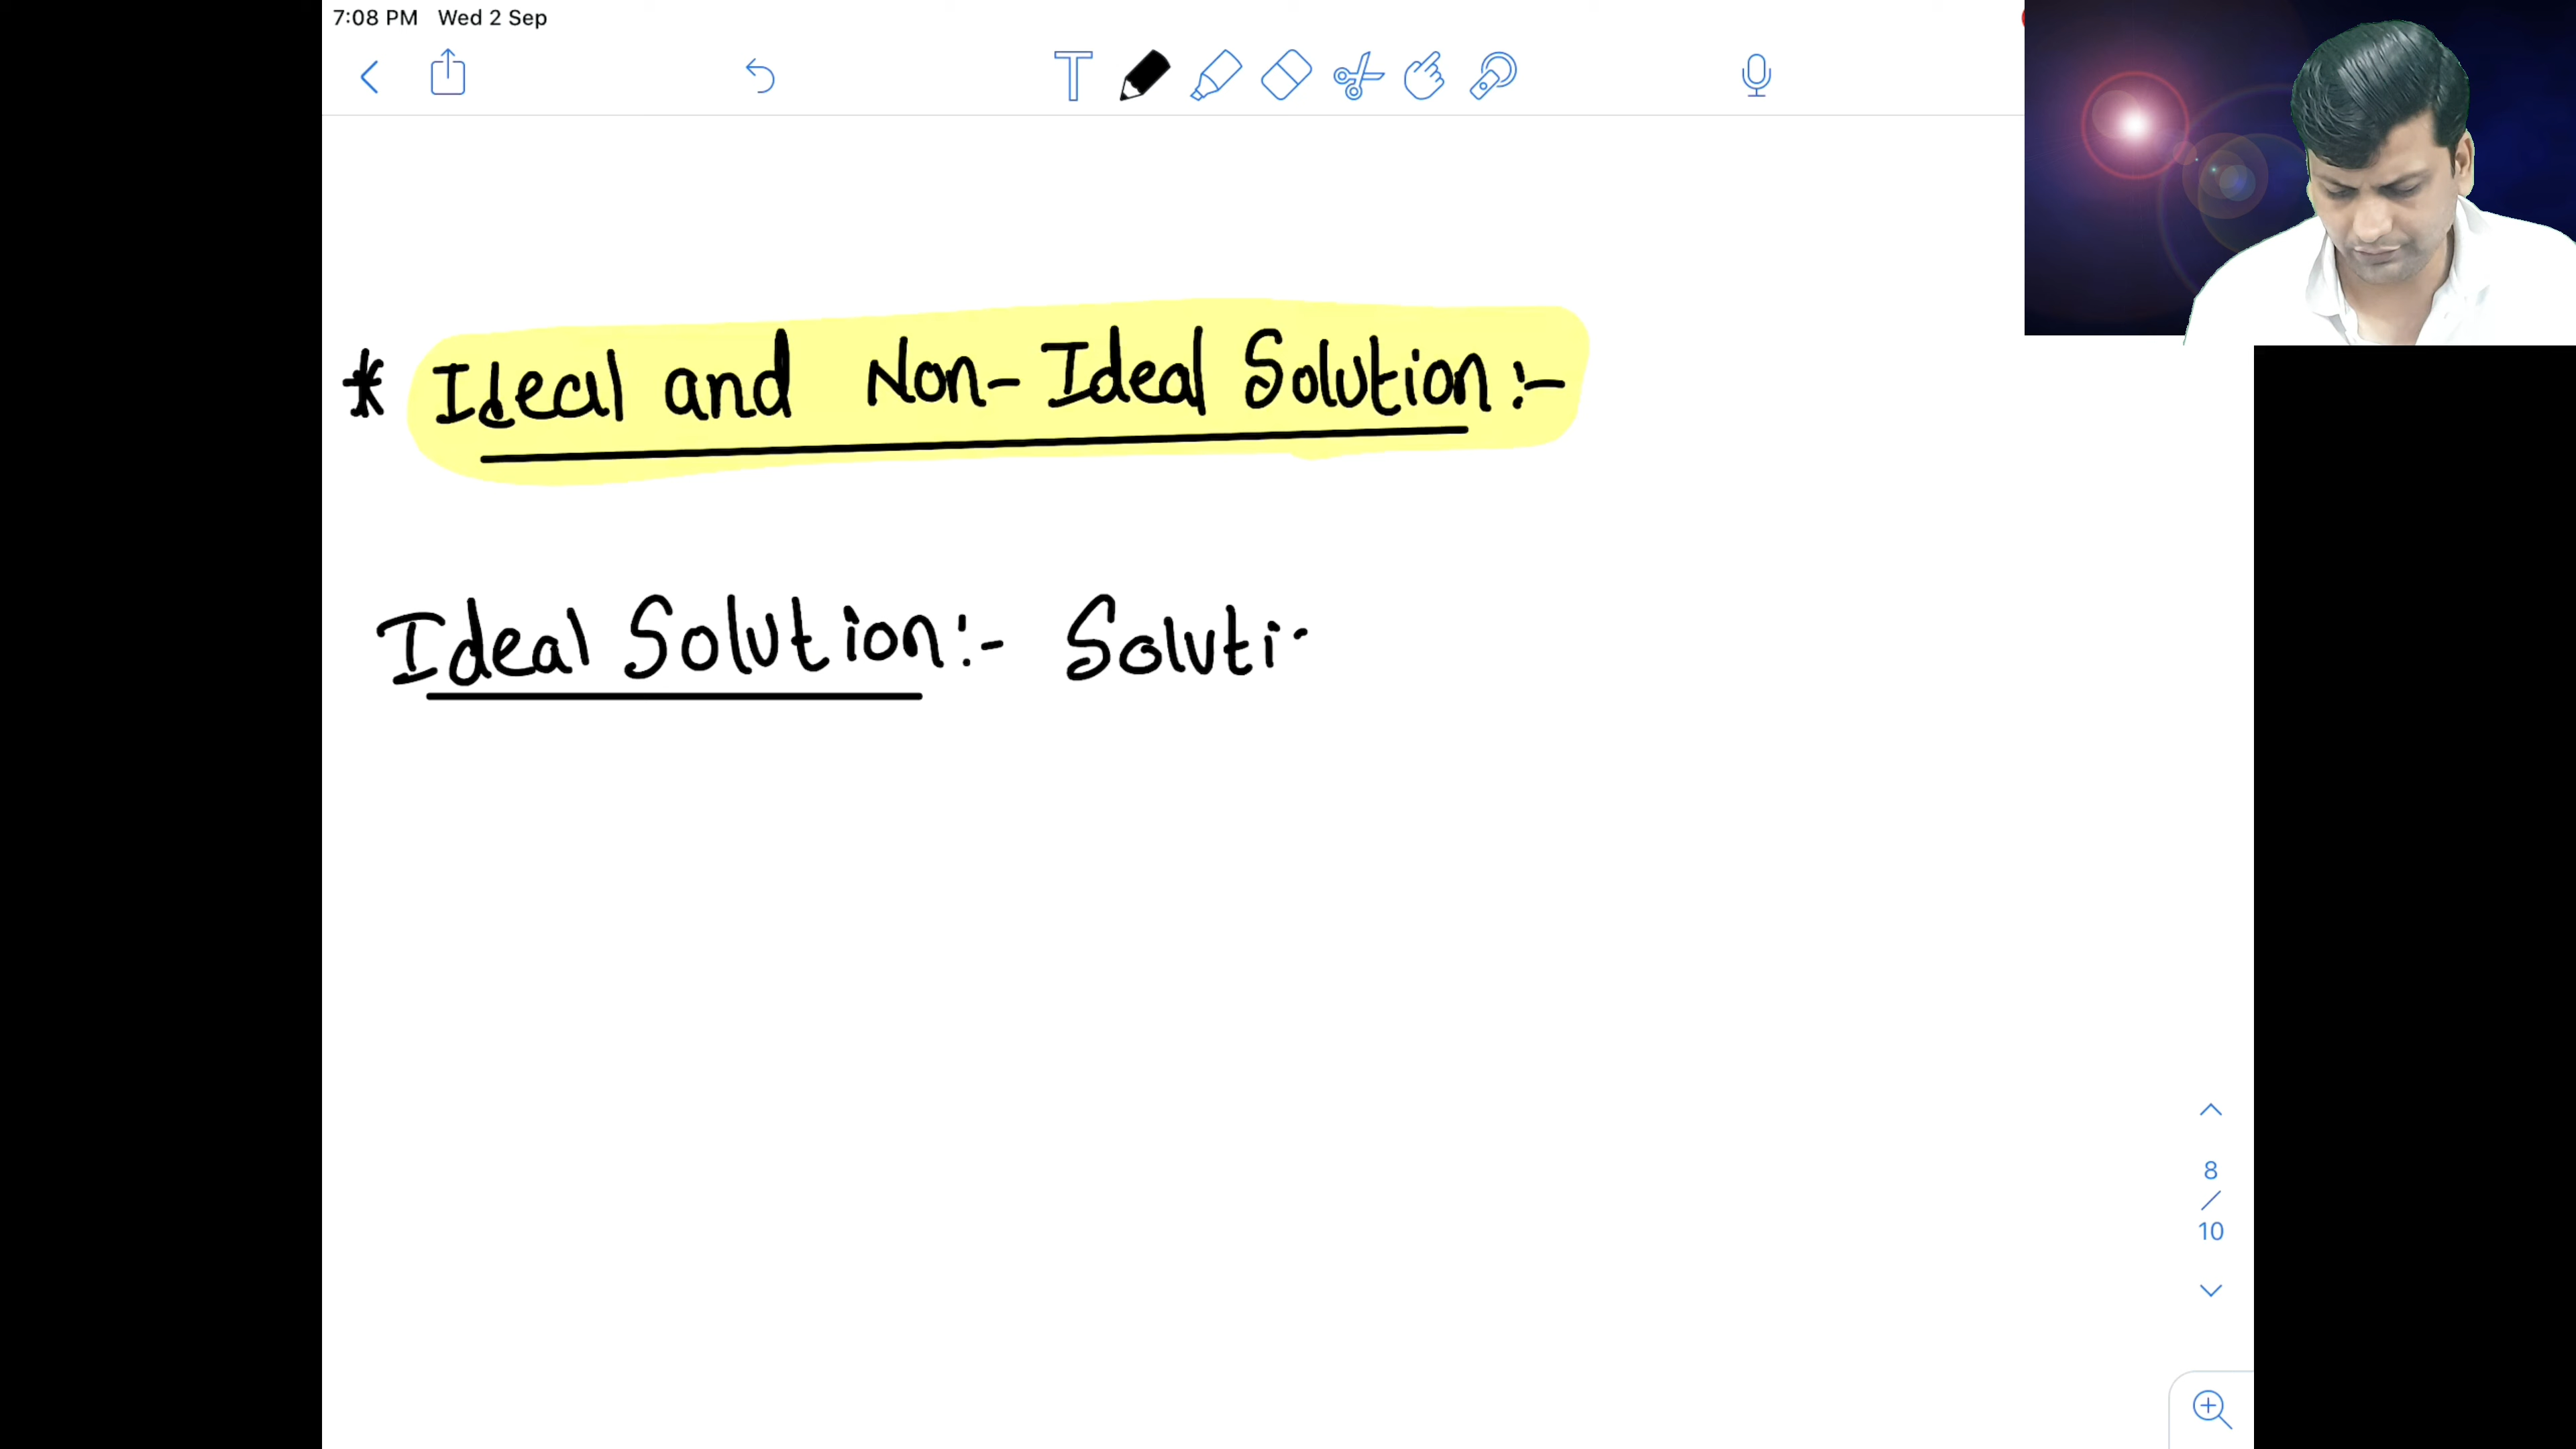 7:08 PM Wed 2 Sep
* Ideal and Non-Ideal Solution :-
Ideal Solution :- Soluti
8
/
10